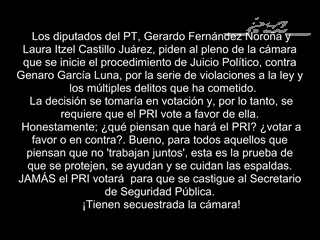 Los diputados del PT, Gerardo Fernández Noroña y
Laura Itzel Castillo Juárez, piden al pleno de la cámara
que se inicie el procedimiento de Juicio Político, contra
Genaro García Luna, por la serie de violaciones a la ley y
los múltiples delitos que ha cometido.
La decisión se tomaría en votación y, por lo tanto, se
requiere que el PRI vote a favor de ella.
Honestamente; ¿qué piensan que hará el PRI? ¿votar a
favor o en contra?. Bueno, para todos aquellos que
piensan que no 'trabajan juntos', esta es la prueba de
que se protejen, se ayudan y se cuidan las espaldas.
JAMÁS el PRI votará para que se castigue al Secretario
de Seguridad Pública.
¡Tienen secuestrada la cámara!